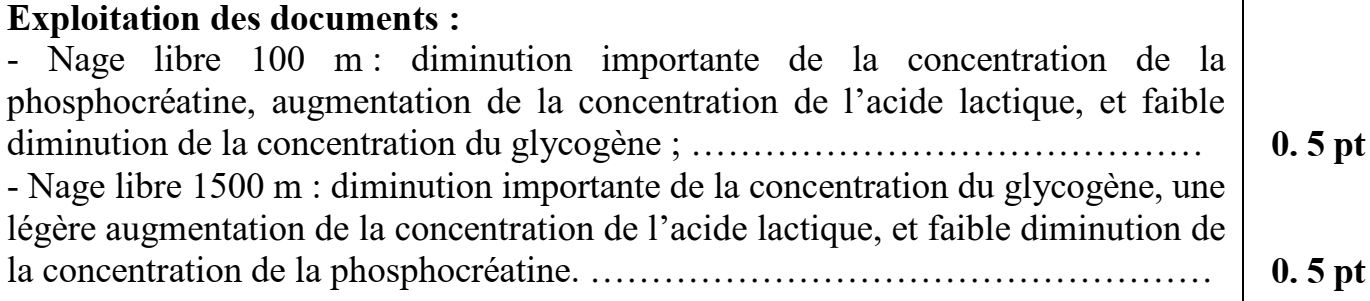 Exploitation des documents :
- Nage libre 100 m : diminution importante de la concentration de la
phosphocréatine, augmentation de la concentration de l’acide lactique, et faible
diminution de la concentration du glycogène ; …………………………………… 0. 5 pt
- Nage libre 1500 m : diminution importante de la concentration du glycogène, une
légère augmentation de la concentration de l’acide lactique, et faible diminution de
la concentration de la phosphocréatine. …………………………………………… 0. 5 pt